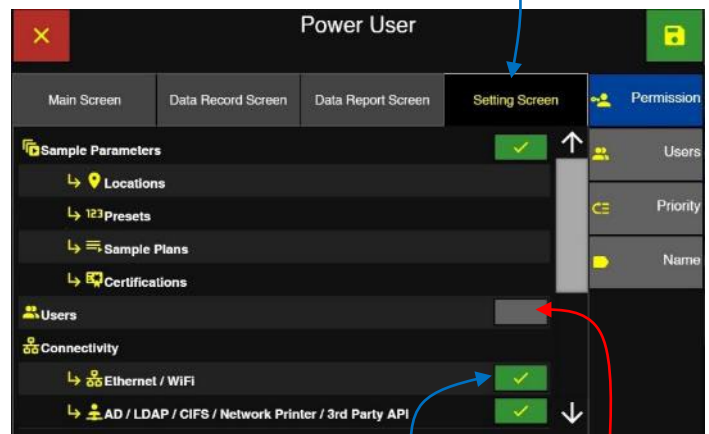 Power User
Main Screen
Data Record Screen
Data Report Screen
Setting Screen
Permission
Sample Parameters
Users
Locations
123 Presets
Priority
Sample Plans
Name
Certifications
Users
Connectivity
Ethernet / WiFi
AD / LDAP / CIFS / Network Printer / 3rd Party API